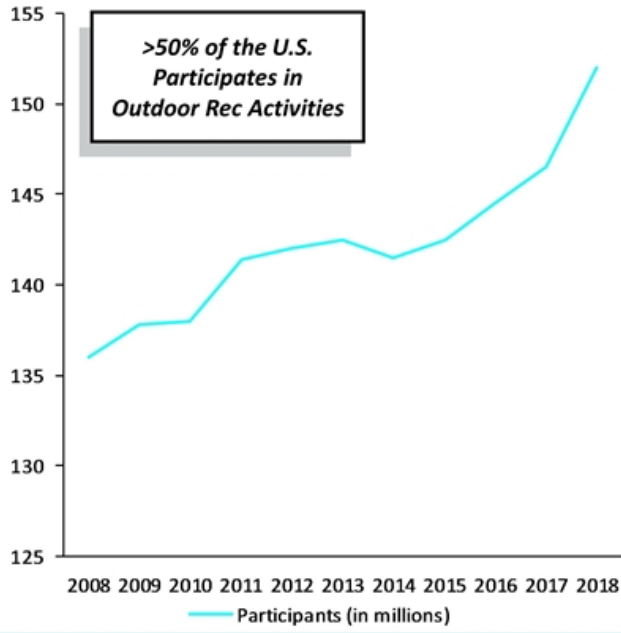 155
>50% of the U.S.
Participates in
Outdoor Rec Activities
150
145
140
135
130
125
2008 2009 2010 2011 2012 2013 2014 2015 2016 2017 2018
Participants (in millions)